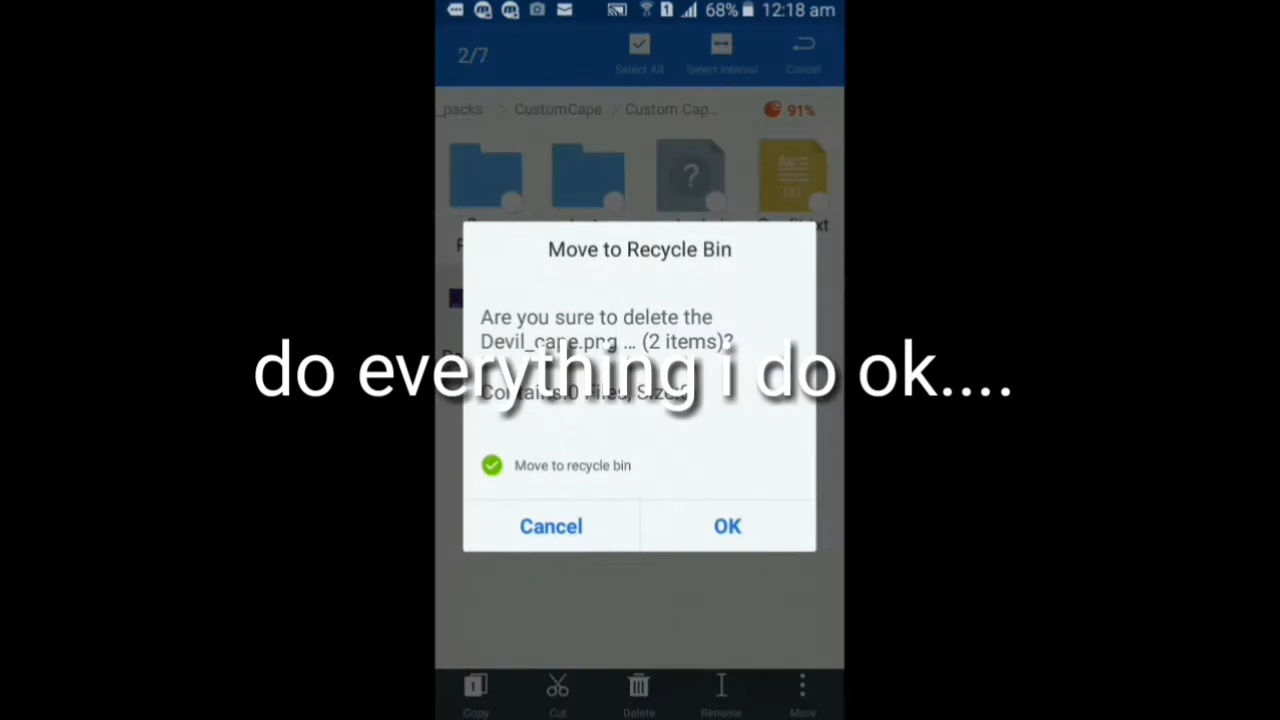 68% 12:18 am
2/7
Select All Select Interval Cancel
_packs > CustomCape > Custom Cap...
91%
Move to Recycle Bin
Are you sure to delete the
Devil_cape.png ... (2 items)?
do everything i do ok....
Move to recycle bin
Cancel OK
Copy Cut Delete Rename More